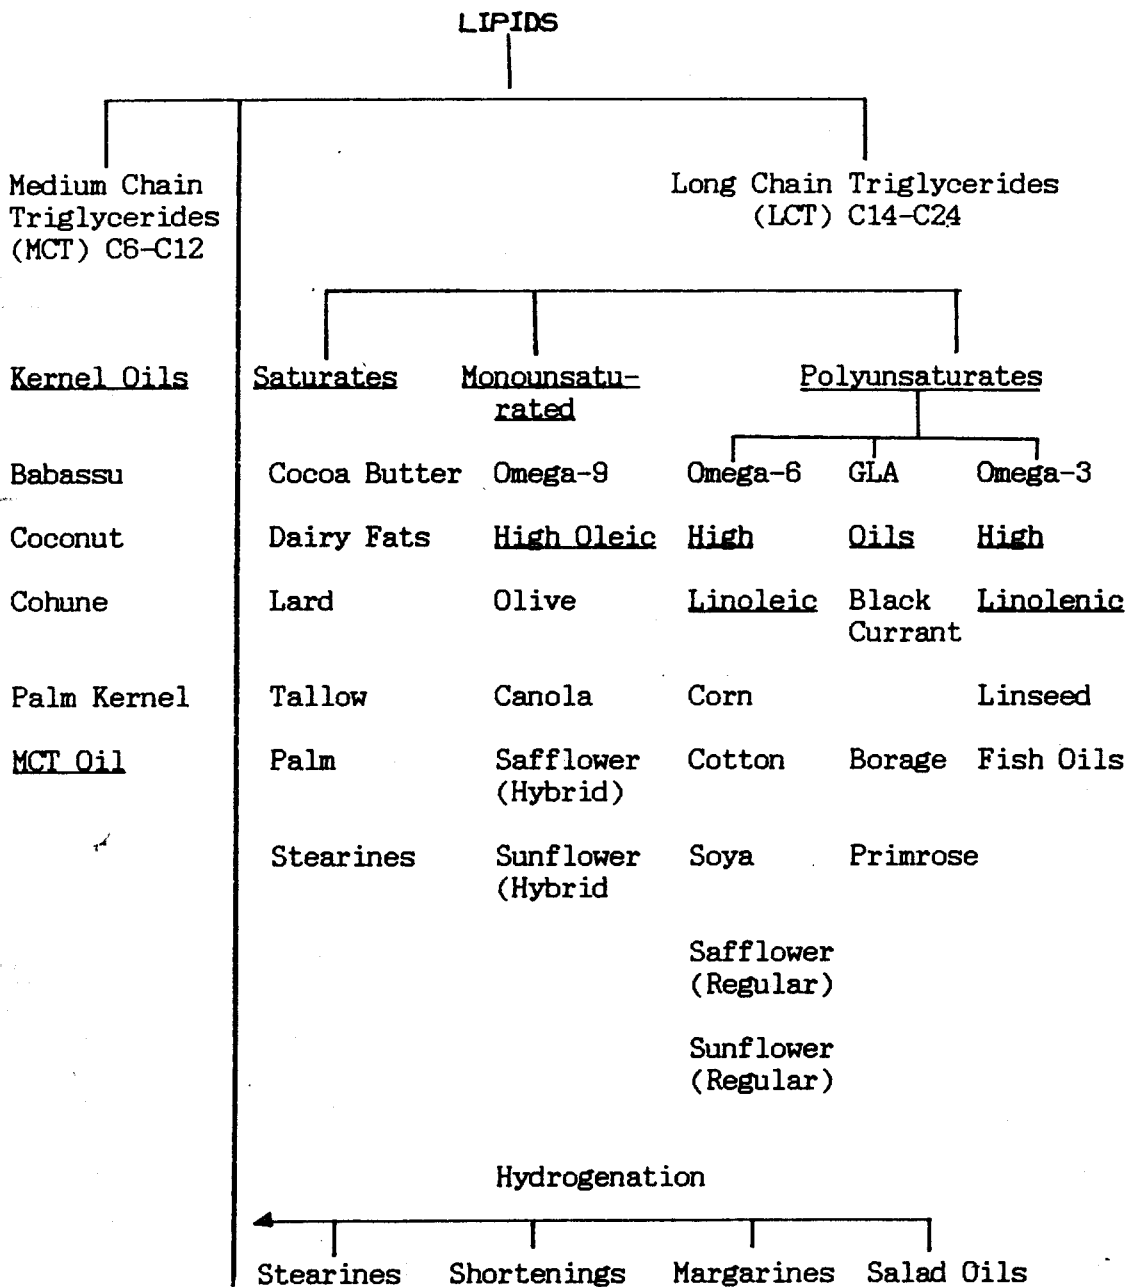 LIPIDS
Medium Chain
Triglycerides
(MCT) C6-C12
Long Chain Triglycerides
(LCT) C14-C24
Kernel Oils
Saturates
Monounsatu-
rated
Polyunsaturates
Babassu
Cocoa Butter
Omega-9
Omega-6
GLA
Omega-3
Coconut
Dairy Fats
High Oleic
High
Oils
High
Cohune
Lard
Olive
Linoleic
Black
Currant
Linolenic
Palm Kernel
Tallow
Canola
Corn
Linseed
MCT Oil
Palm
Safflower
(Hybrid)
Cotton
Borage
Fish Oils
Stearines
Sunflower
(Hybrid
Soya
Primrose
Safflower
(Regular)
Sunflower
(Regular)
Hydrogenation
Stearines
Shortenings
Margarines
Salad Oils